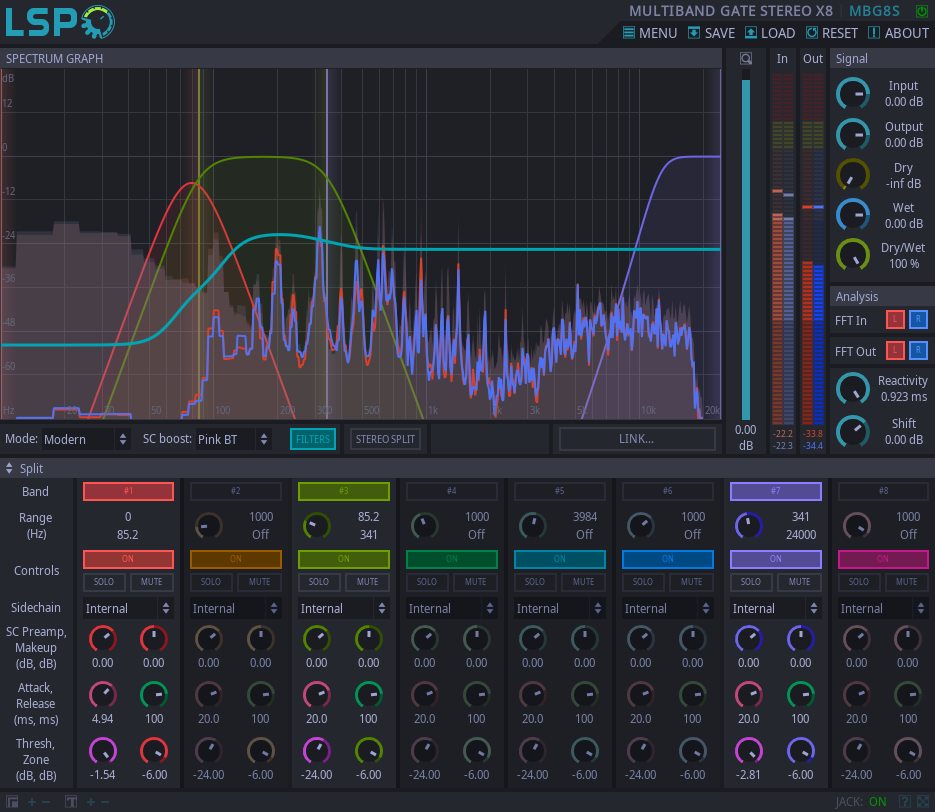 LSP
MULTIBAND GATE STEREO X8 MBG8S
MENU SAVE LOAD RESET ABOUT
SPECTRUM GRAPH
In Out Signal
dB
12
0
-12
-24
-36
-48
-60
Hz 20 50 100 200 300 500 1k 2k 3k 5k 10k 20k
0.00
dB
-22.2 -33.8
-22.3 -34.4
Input
0.00 dB
Output
0.00 dB
Dry
-inf dB
Wet
0.00 dB
Dry/Wet
100 %
Analysis
FFT In L R
FFT Out L R
Reactivity
0.923 ms
Shift
0.00 dB
Mode: Modern SC boost: Pink BT FILTERS STEREO SPLIT LINK...
Split
Band #1 #2 #3 #4 #5 #6 #7 #8
Range 0 1000 85.2 1000 3984 1000 341 1000
(Hz) 85.2 Off 341 Off Off Off 24000 Off
Controls ON ON ON ON ON ON ON ON
SOLO MUTE SOLO MUTE SOLO MUTE SOLO MUTE SOLO MUTE SOLO MUTE SOLO MUTE SOLO MUTE
Sidechain Internal Internal Internal Internal Internal Internal Internal Internal
SC Preamp,
Makeup
(dB, dB) 0.00 0.00 0.00 0.00 0.00 0.00 0.00 0.00 0.00 0.00 0.00 0.00 0.00 0.00 0.00 0.00
Attack,
Release
(ms, ms) 4.94 100 20.0 100 20.0 100 20.0 100 20.0 100 20.0 100 20.0 100 20.0 100
Thresh,
Zone
(dB, dB) -1.54 -6.00 -24.00 -6.00 -24.00 -6.00 -24.00 -6.00 -24.00 -6.00 -24.00 -6.00 -2.81 -6.00 -24.00 -6.00
JACK: ON ?